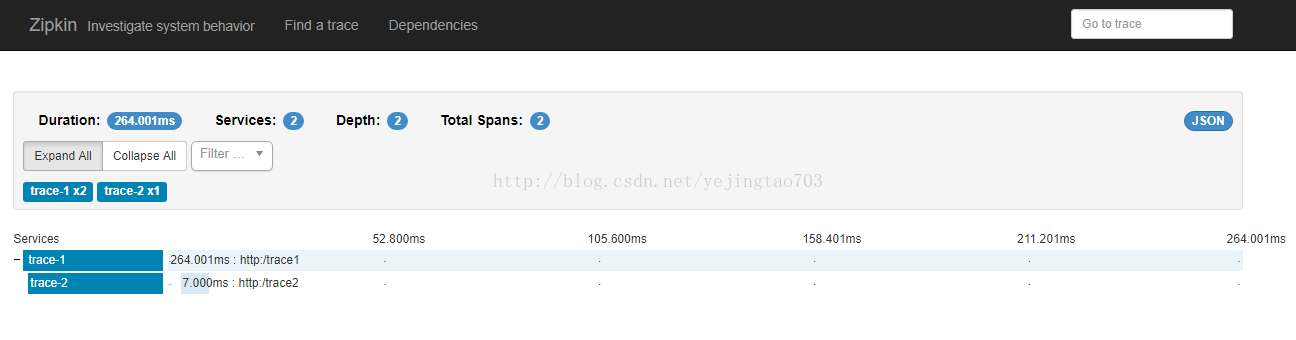 Zipkin Investigate system behavior Find a trace Dependencies Go to trace
Duration: 264.001ms Services: 2 Depth: 2 Total Spans: 2 JSON
Expand All Collapse All Filter ...
http://blog.csdn.net/yejingtao703
trace-1 x2 trace-2 x1
Services 52.800ms 105.600ms 158.401ms 211.201ms 264.001ms
− trace-1 264.001ms : http:/trace1
trace-2 7.000ms : http:/trace2